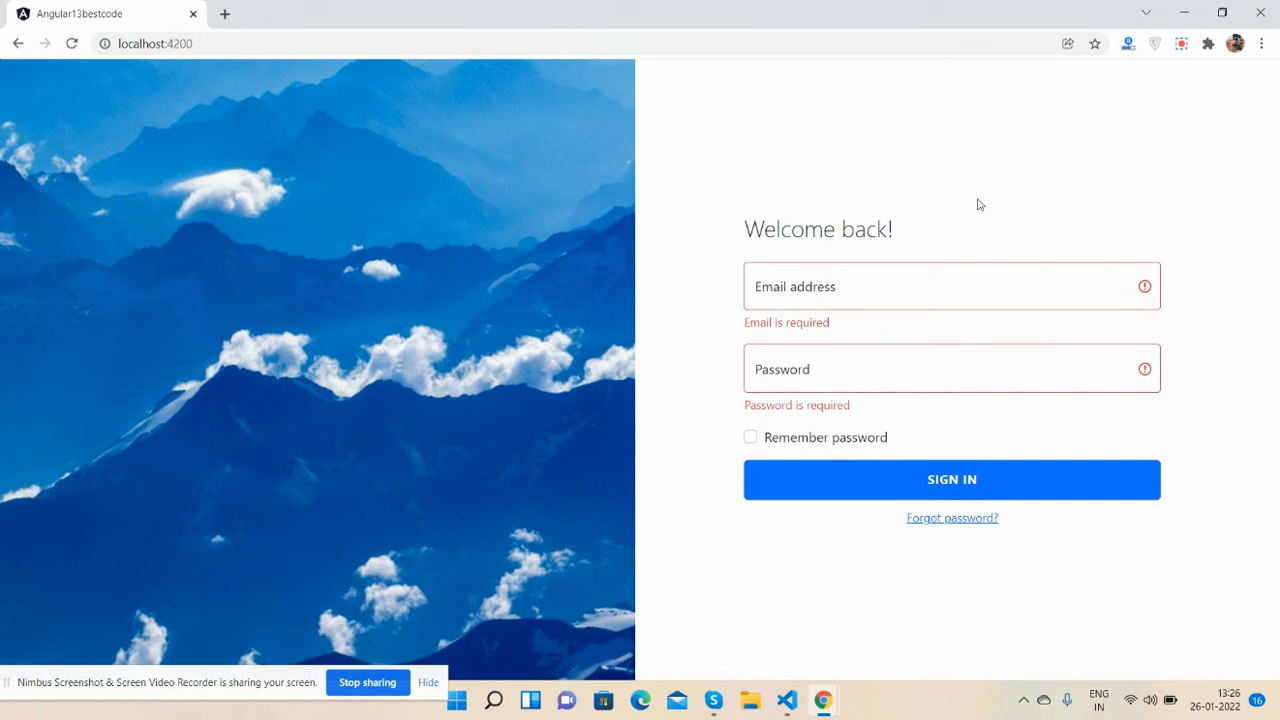 Angular13bestcode
localhost:4200
Welcome back!
Email address
Email is required
Password
Password is required
Remember password
SIGN IN
Forgot password?
Nimbus Screenshot & Screen Video Recorder is sharing your screen.
Stop sharing
Hide
ENG
IN
13:26
26-01-2022
16